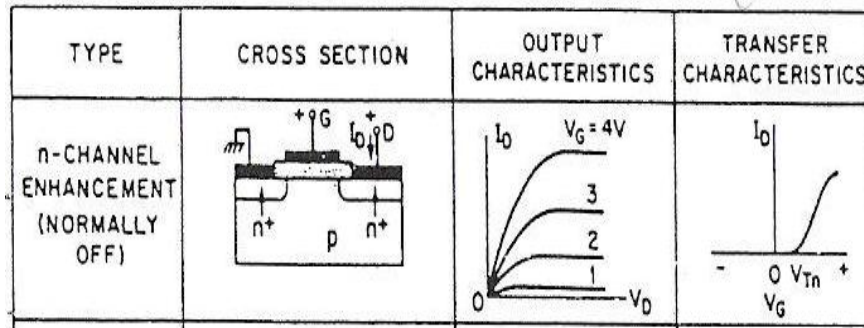 TYPE
CROSS SECTION
OUTPUT
CHARACTERISTICS
TRANSFER
CHARACTERISTICS
n-CHANNEL
ENHANCEMENT
(NORMALLY
OFF)
+ G
I_D + D
n+ n+
p
I_D V_G = 4V
3
2
1
0 V_D
I_D
- 0 V_Tn +
V_G